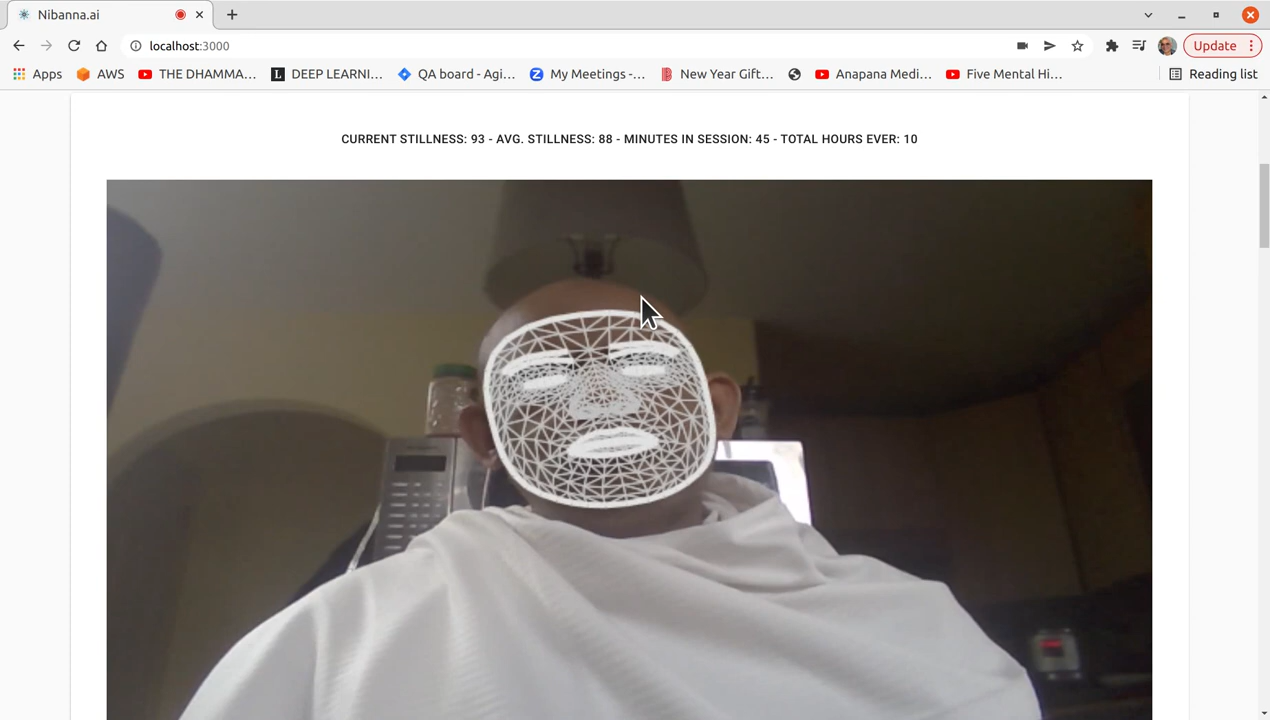 Nibanna.ai
localhost:3000
Update
Apps
AWS
THE DHAMMA...
DEEP LEARNI...
QA board - Agi...
My Meetings -...
New Year Gift...
Anapana Medi...
Five Mental Hi...
Reading list
CURRENT STILLNESS: 93 - AVG. STILLNESS: 88 - MINUTES IN SESSION: 45 - TOTAL HOURS EVER: 10